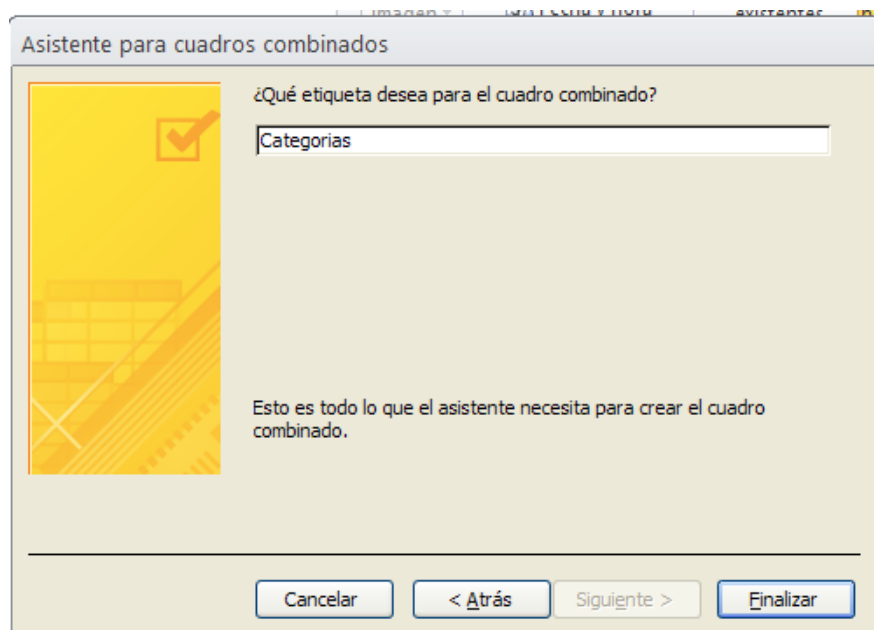 Asistente para cuadros combinados
¿Qué etiqueta desea para el cuadro combinado?
Categorias
Esto es todo lo que el asistente necesita para crear el cuadro
combinado.
Cancelar
< Atrás
Siguiente >
Finalizar